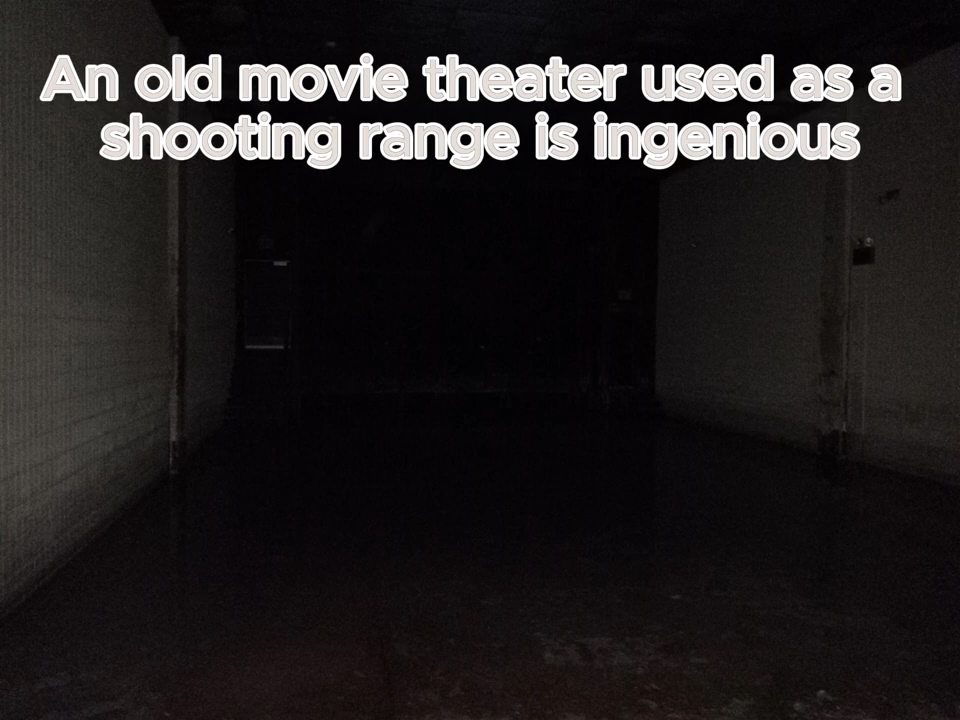 An old movie theater used as a
shooting range is ingenious